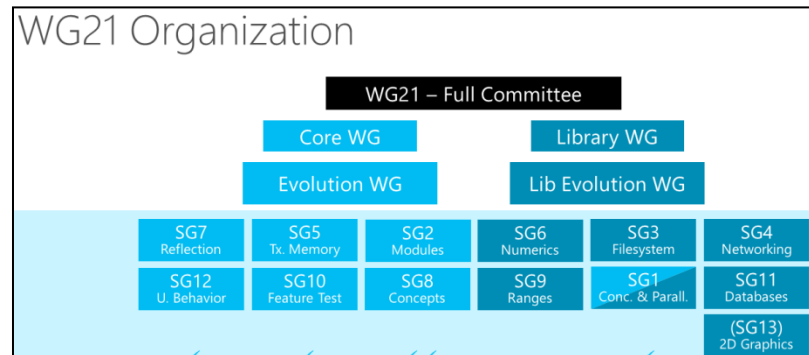 WG21 Organization
WG21 – Full Committee
Core WG
Library WG
Evolution WG
Lib Evolution WG
SG7
Reflection
SG5
Tx. Memory
SG2
Modules
SG6
Numerics
SG3
Filesystem
SG4
Networking
SG12
U. Behavior
SG10
Feature Test
SG8
Concepts
SG9
Ranges
SG1
Conc. & Parall.
SG11
Databases
(SG13)
2D Graphics